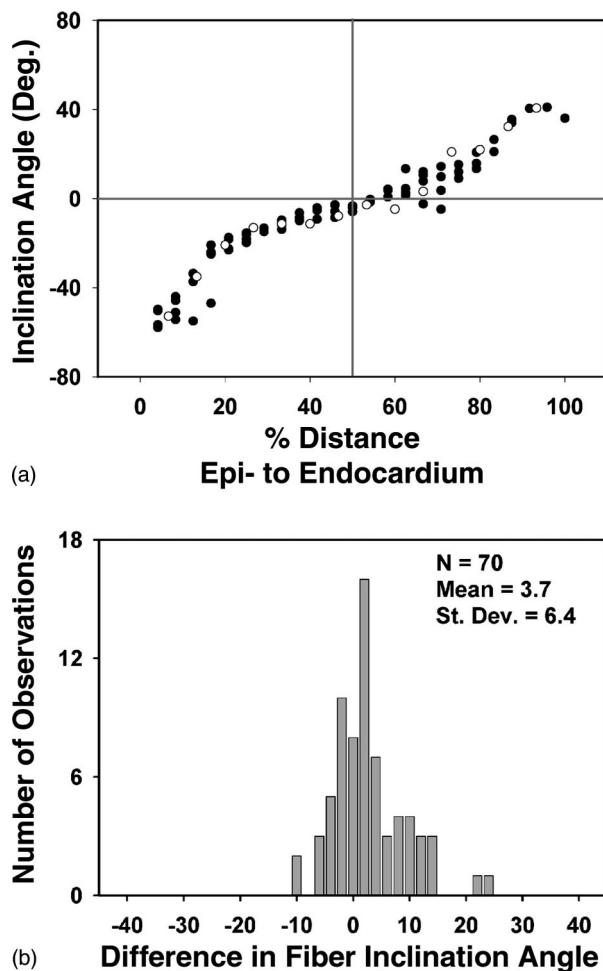 80
40
0
-40
-80
Inclination Angle (Deg.)
0 20 40 60 80 100
% Distance
Epi- to Endocardium
(a)
18
12
6
0
Number of Observations
N = 70
Mean = 3.7
St. Dev. = 6.4
-40 -30 -20 -10 0 10 20 30 40
Difference in Fiber Inclination Angle
(b)